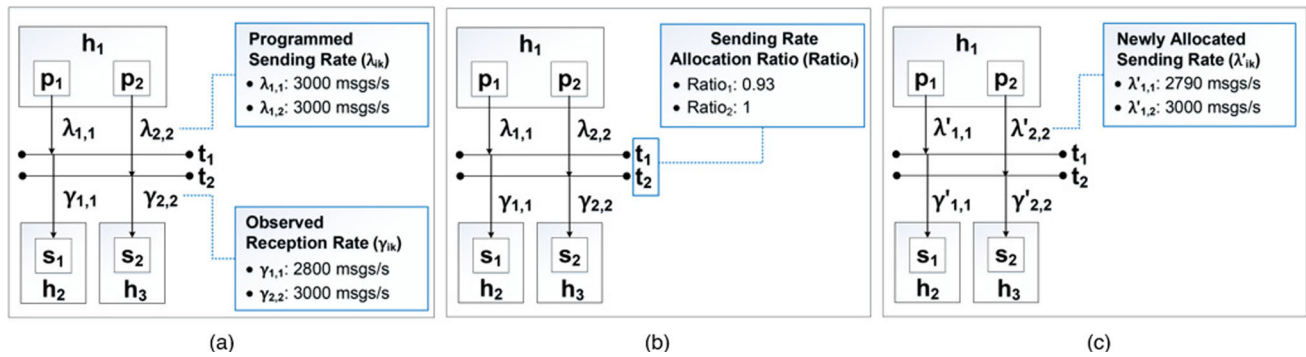 h₁
p₁ p₂
λ₁,₁ λ₂,₂
t₁
t₂
γ₁,₁ γ₂,₂
s₁ s₂
h₂ h₃
Programmed
Sending Rate (λᵢₖ)
• λ₁,₁: 3000 msgs/s
• λ₁,₂: 3000 msgs/s
Observed
Reception Rate (γᵢₖ)
• γ₁,₁: 2800 msgs/s
• γ₂,₂: 3000 msgs/s
(a)
h₁
p₁ p₂
λ₁,₁ λ₂,₂
t₁
t₂
γ₁,₁ γ₂,₂
s₁ s₂
h₂ h₃
Sending Rate
Allocation Ratio (Ratioᵢ)
• Ratio₁: 0.93
• Ratio₂: 1
(b)
h₁
p₁ p₂
λ'₁,₁ λ'₂,₂
t₁
t₂
γ'₁,₁ γ'₂,₂
s₁ s₂
h₂ h₃
Newly Allocated
Sending Rate (λ'ᵢₖ)
• λ'₁,₁: 2790 msgs/s
• λ'₁,₂: 3000 msgs/s
(c)